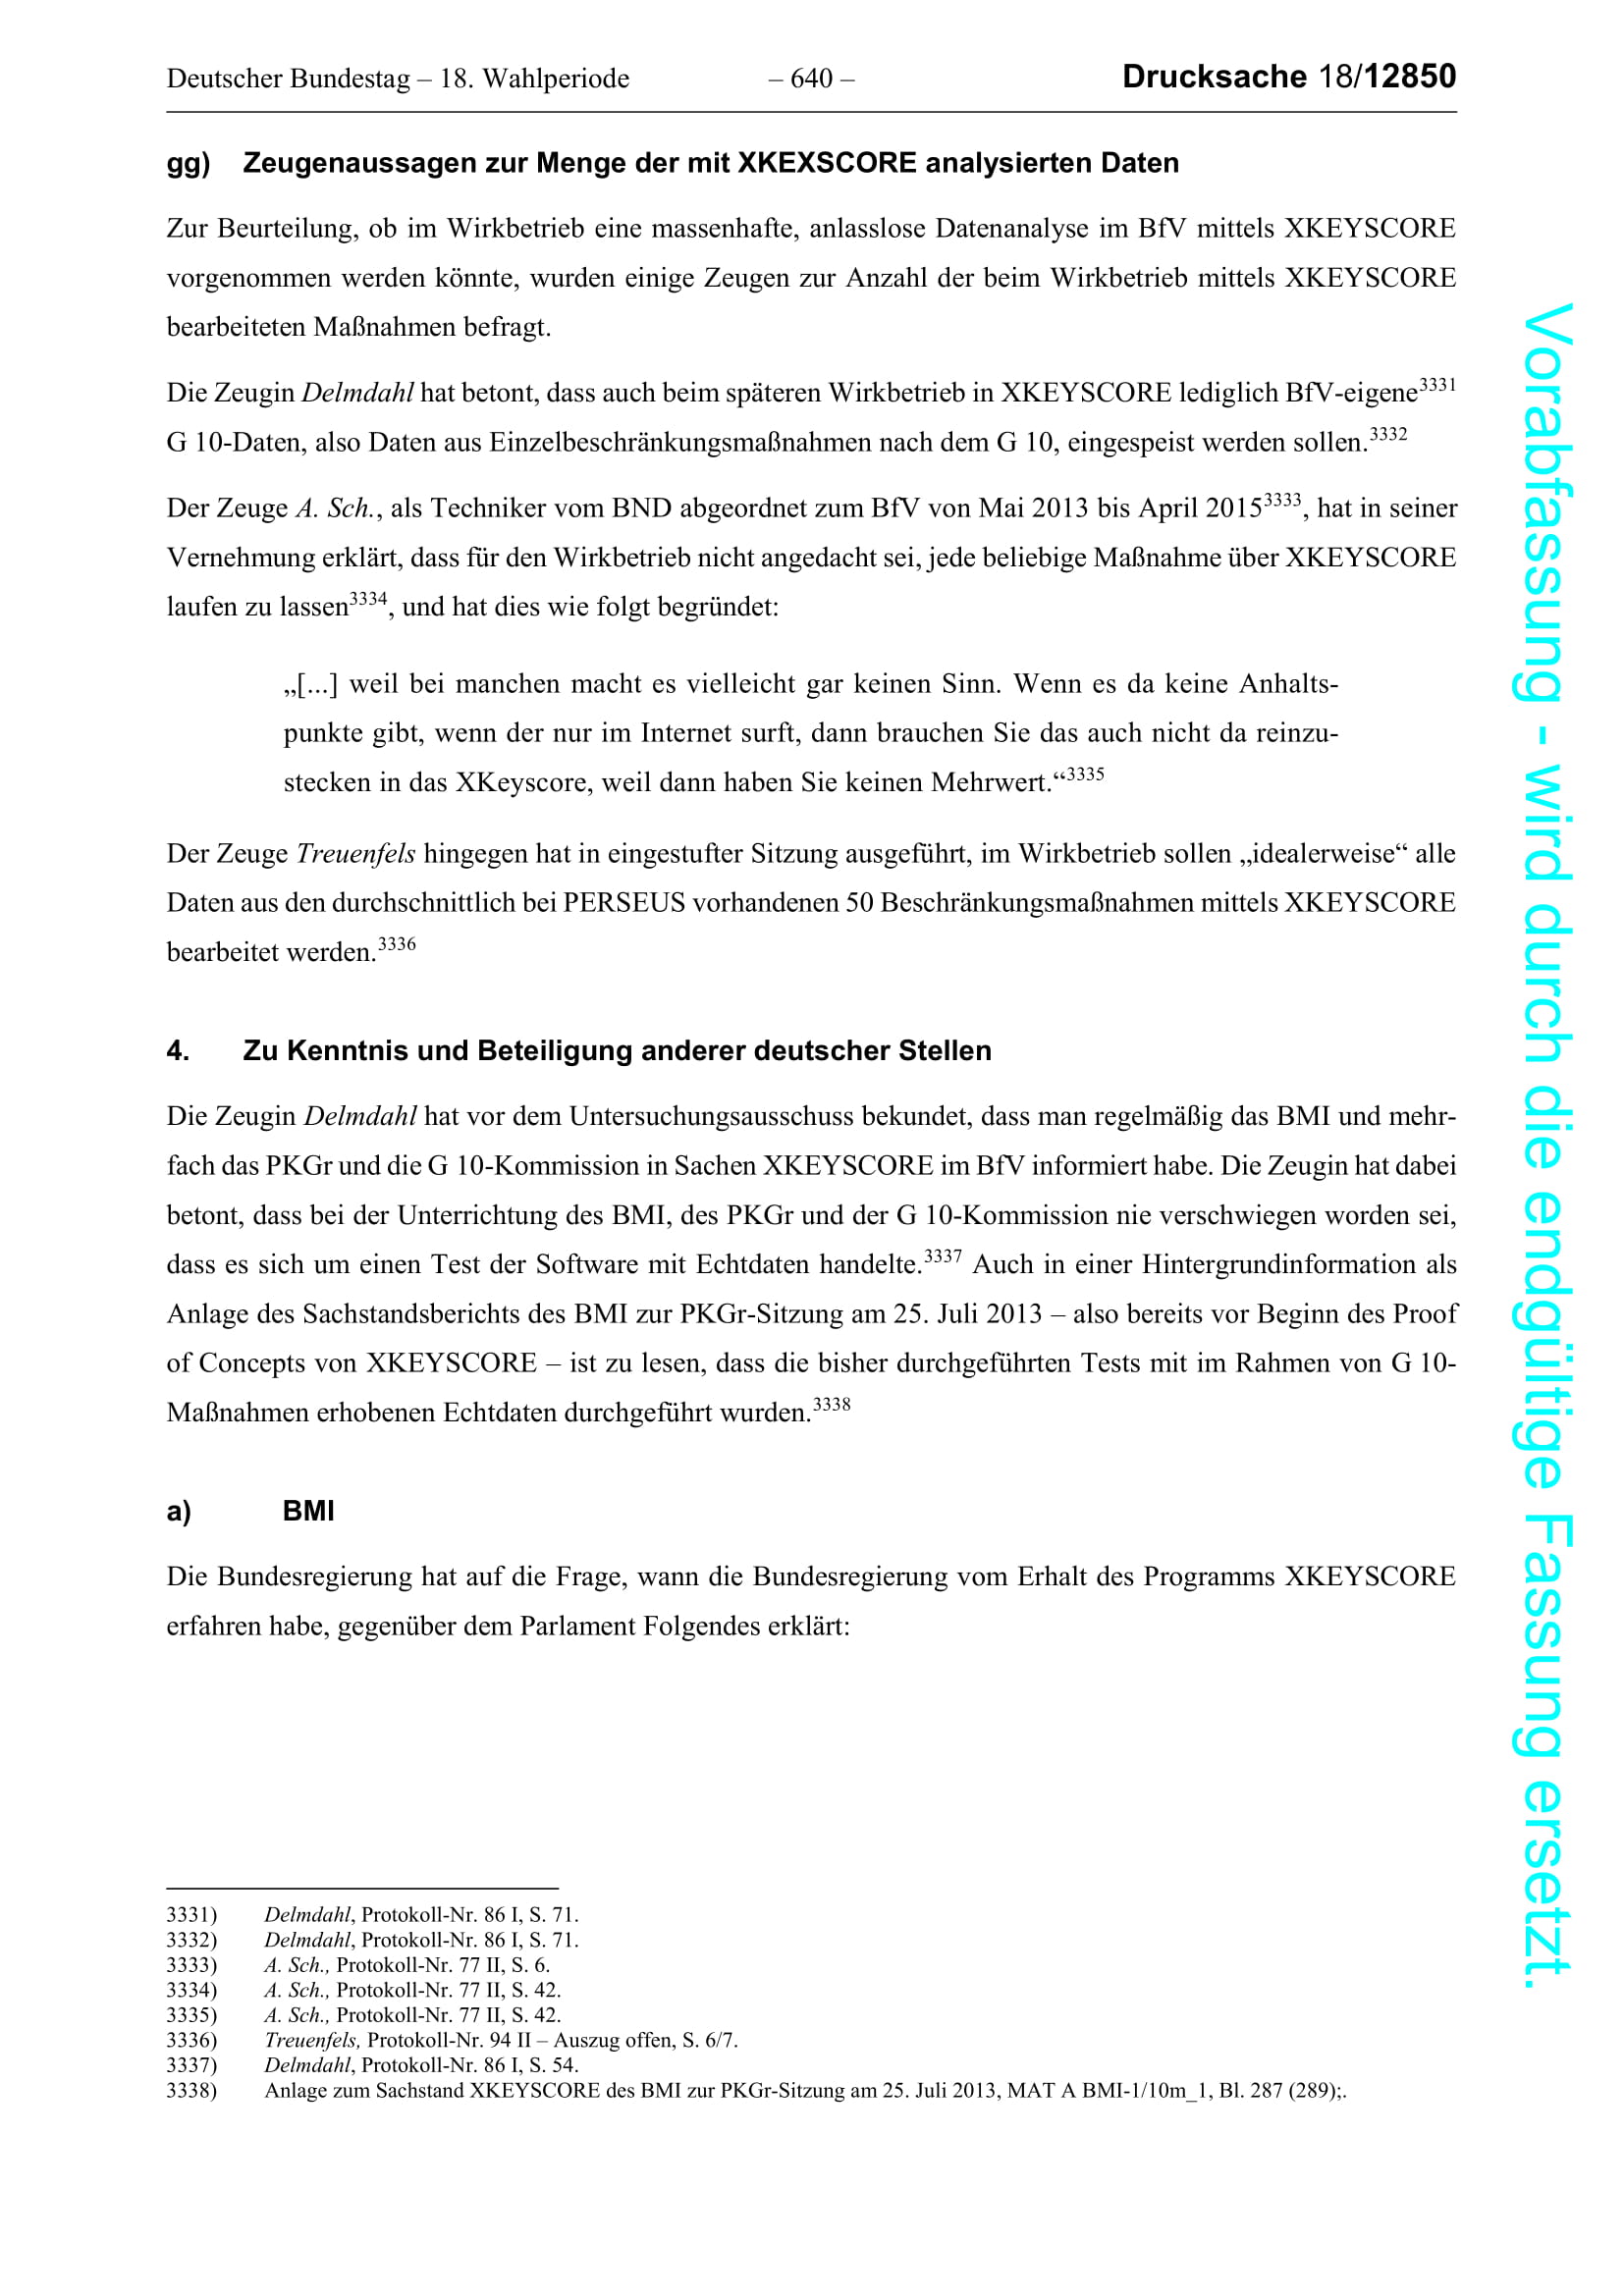 Deutscher Bundestag – 18. Wahlperiode – 640 – Drucksache 18/12850
gg) Zeugenaussagen zur Menge der mit XKEXSCORE analysierten Daten
Zur Beurteilung, ob im Wirkbetrieb eine massenhafte, anlasslose Datenanalyse im BfV mittels XKEYSCORE
vorgenommen werden könnte, wurden einige Zeugen zur Anzahl der beim Wirkbetrieb mittels XKEYSCORE
bearbeiteten Maßnahmen befragt.
Die Zeugin Delmdahl hat betont, dass auch beim späteren Wirkbetrieb in XKEYSCORE lediglich BfV-eigene3331
G 10-Daten, also Daten aus Einzelbeschränkungsmaßnahmen nach dem G 10, eingespeist werden sollen.3332
Der Zeuge A. Sch., als Techniker vom BND abgeordnet zum BfV von Mai 2013 bis April 20153333, hat in seiner
Vernehmung erklärt, dass für den Wirkbetrieb nicht angedacht sei, jede beliebige Maßnahme über XKEYSCORE
laufen zu lassen3334, und hat dies wie folgt begründet:
„[...] weil bei manchen macht es vielleicht gar keinen Sinn. Wenn es da keine Anhalts-
punkte gibt, wenn der nur im Internet surft, dann brauchen Sie das auch nicht da reinzu-
stecken in das XKeyscore, weil dann haben Sie keinen Mehrwert.“3335
Der Zeuge Treuenfels hingegen hat in eingestufter Sitzung ausgeführt, im Wirkbetrieb sollen „idealerweise“ alle
Daten aus den durchschnittlich bei PERSEUS vorhandenen 50 Beschränkungsmaßnahmen mittels XKEYSCORE
bearbeitet werden.3336
4. Zu Kenntnis und Beteiligung anderer deutscher Stellen
Die Zeugin Delmdahl hat vor dem Untersuchungsausschuss bekundet, dass man regelmäßig das BMI und mehr-
fach das PKGr und die G 10-Kommission in Sachen XKEYSCORE im BfV informiert habe. Die Zeugin hat dabei
betont, dass bei der Unterrichtung des BMI, des PKGr und der G 10-Kommission nie verschwiegen worden sei,
dass es sich um einen Test der Software mit Echtdaten handelte.3337 Auch in einer Hintergrundinformation als
Anlage des Sachstandsberichts des BMI zur PKGr-Sitzung am 25. Juli 2013 – also bereits vor Beginn des Proof
of Concepts von XKEYSCORE – ist zu lesen, dass die bisher durchgeführten Tests mit im Rahmen von G 10-
Maßnahmen erhobenen Echtdaten durchgeführt wurden.3338
a) BMI
Die Bundesregierung hat auf die Frage, wann die Bundesregierung vom Erhalt des Programms XKEYSCORE
erfahren habe, gegenüber dem Parlament Folgendes erklärt:
3331) Delmdahl, Protokoll-Nr. 86 I, S. 71.
3332) Delmdahl, Protokoll-Nr. 86 I, S. 71.
3333) A. Sch., Protokoll-Nr. 77 II, S. 6.
3334) A. Sch., Protokoll-Nr. 77 II, S. 42.
3335) A. Sch., Protokoll-Nr. 77 II, S. 42.
3336) Treuenfels, Protokoll-Nr. 94 II – Auszug offen, S. 6/7.
3337) Delmdahl, Protokoll-Nr. 86 I, S. 54.
3338) Anlage zum Sachstand XKEYSCORE des BMI zur PKGr-Sitzung am 25. Juli 2013, MAT A BMI-1/10m_1, Bl. 287 (289);.
Vorabfassung - wird durch die endgültige Fassung ersetzt.